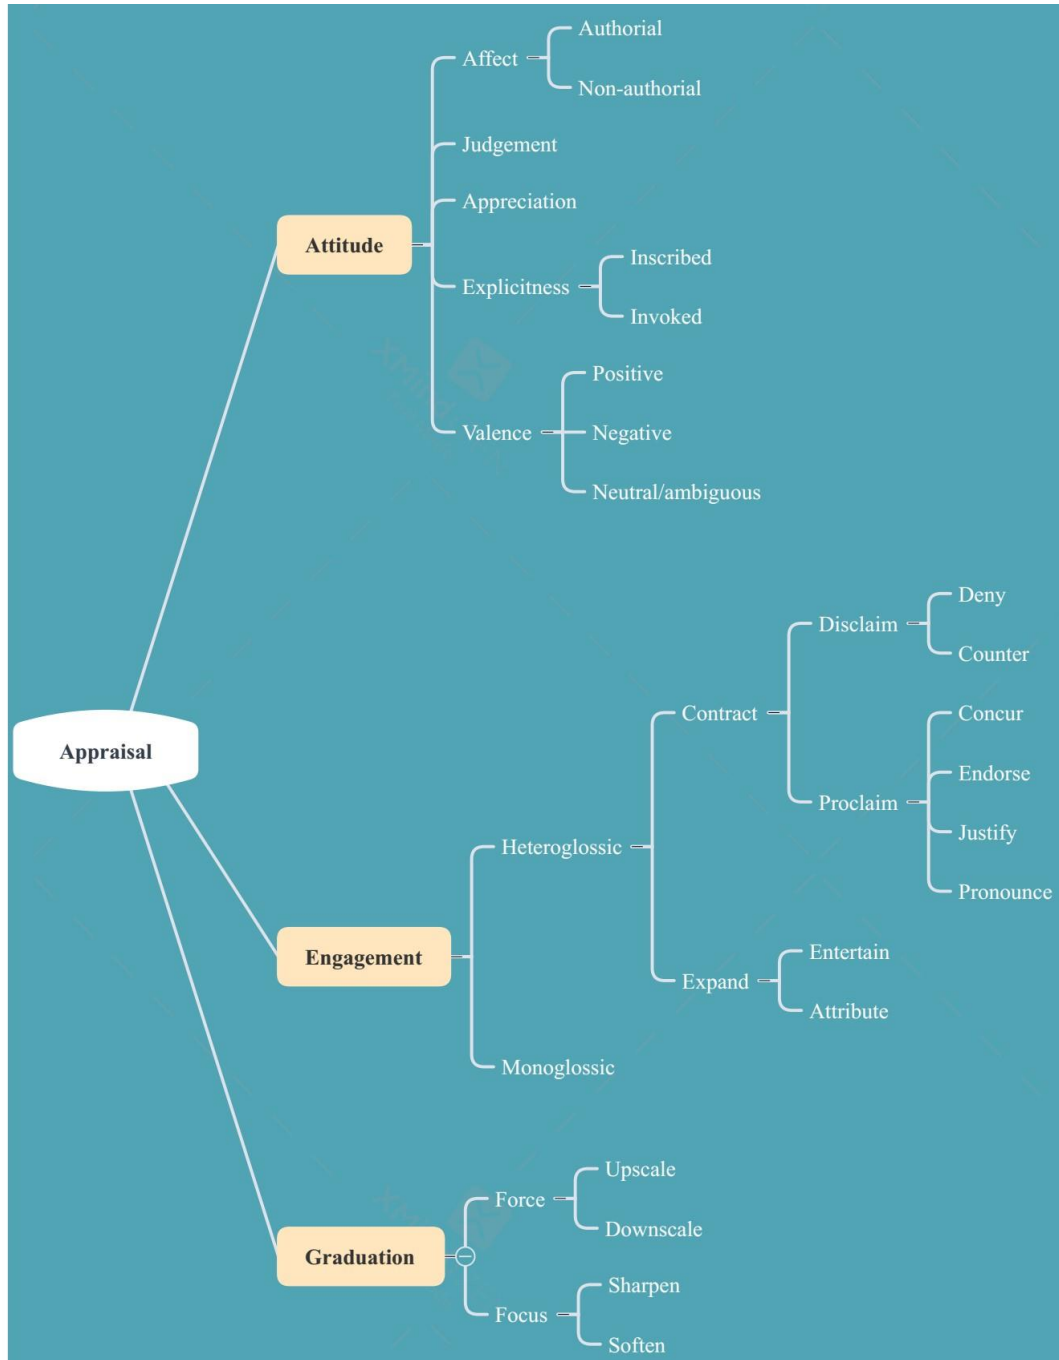 Authorial
Affect
Non-authorial
Judgement
Appreciation
Attitude
Inscribed
Explicitness
Invoked
Positive
Valence
Negative
Neutral/ambiguous
Deny
Disclaim
Counter
Contract
Concur
Appraisal
Endorse
Proclaim
Justify
Heteroglossic
Pronounce
Engagement
Entertain
Expand
Attribute
Monoglossic
Upscale
Force
Downscale
Graduation
Sharpen
Focus
Soften